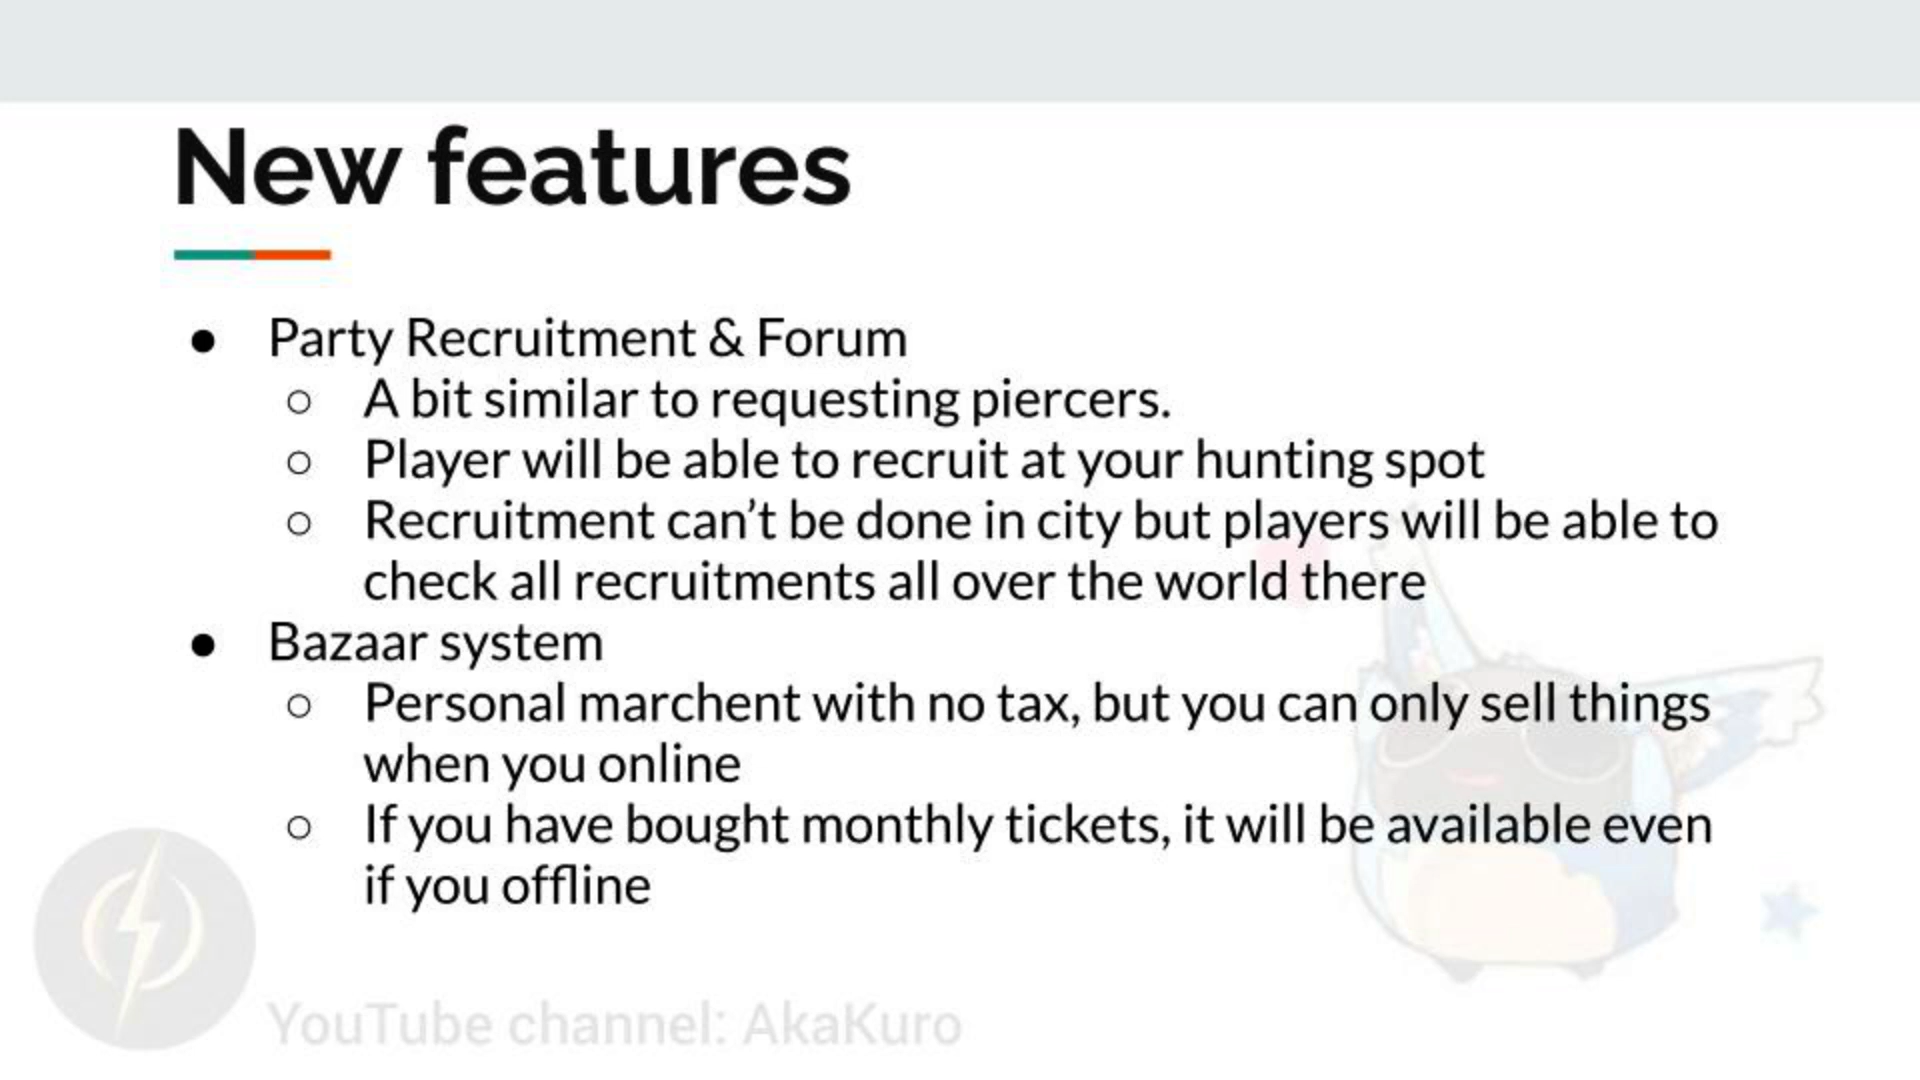 New features
● Party Recruitment & Forum
○ A bit similar to requesting piercers.
○ Player will be able to recruit at your hunting spot
○ Recruitment can’t be done in city but players will be able to
check all recruitments all over the world there
● Bazaar system
○ Personal marchent with no tax, but you can only sell things
when you online
○ If you have bought monthly tickets, it will be available even
if you offline
YouTube channel: AkaKuro